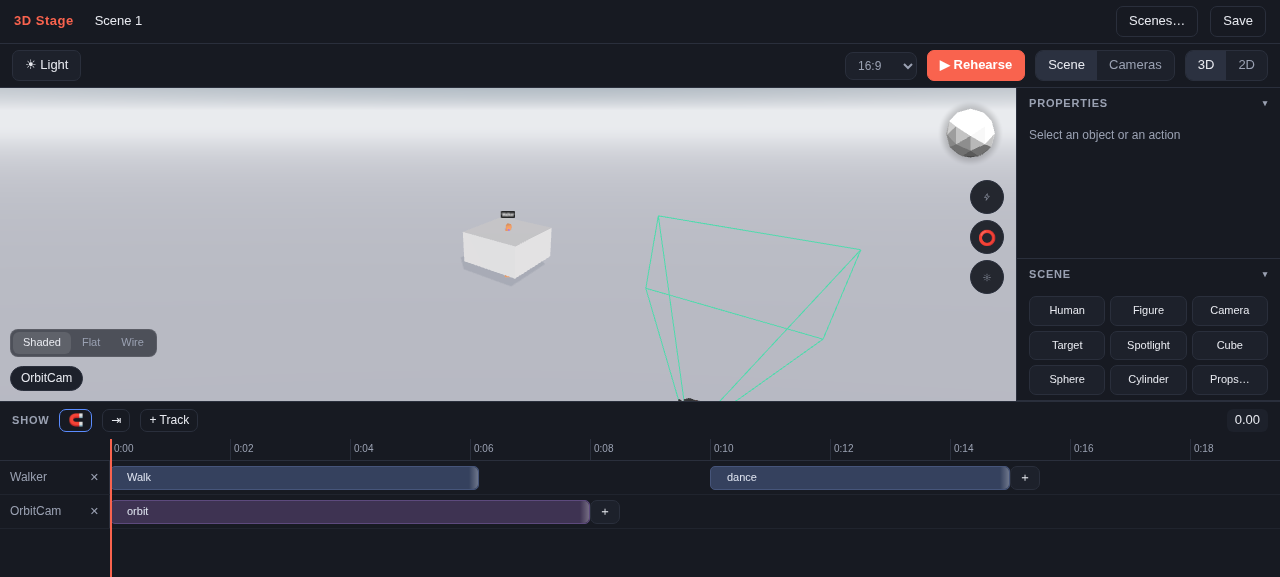 3D Stage Scene 1 Scenes… Save
☀ Light 16:9 ▶ Rehearse Scene Cameras 3D 2D
PROPERTIES
Select an object or an action
SCENE
Human Figure Camera
Target Spotlight Cube
Sphere Cylinder Props…
Shaded Flat Wire
OrbitCam
SHOW + Track 0.00
0:00 0:02 0:04 0:06 0:08 0:10 0:12 0:14 0:16 0:18
Walker × Walk dance +
OrbitCam × orbit +